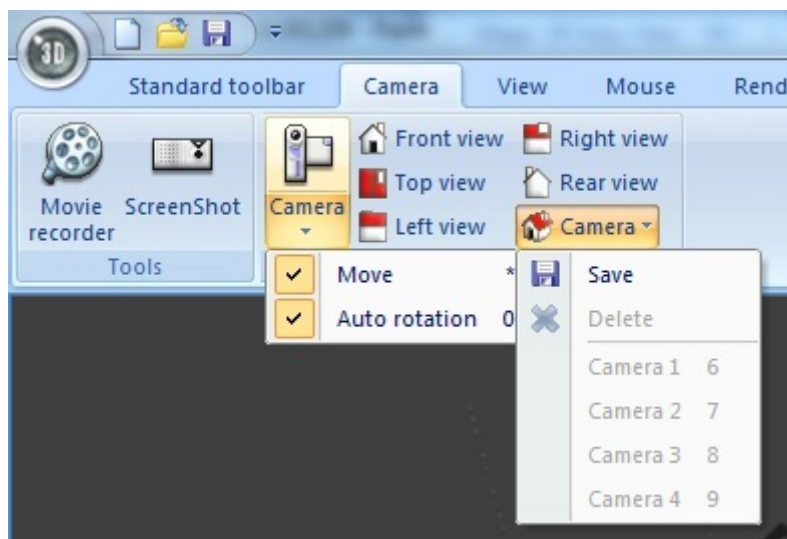 3D
Standard toolbar Camera View Mouse Rend
Front view Right view
Top view Rear view
Movie recorder ScreenShot Camera Left view Camera
Tools
Move *
Auto rotation 0
Save
Delete
Camera 1 6
Camera 2 7
Camera 3 8
Camera 4 9